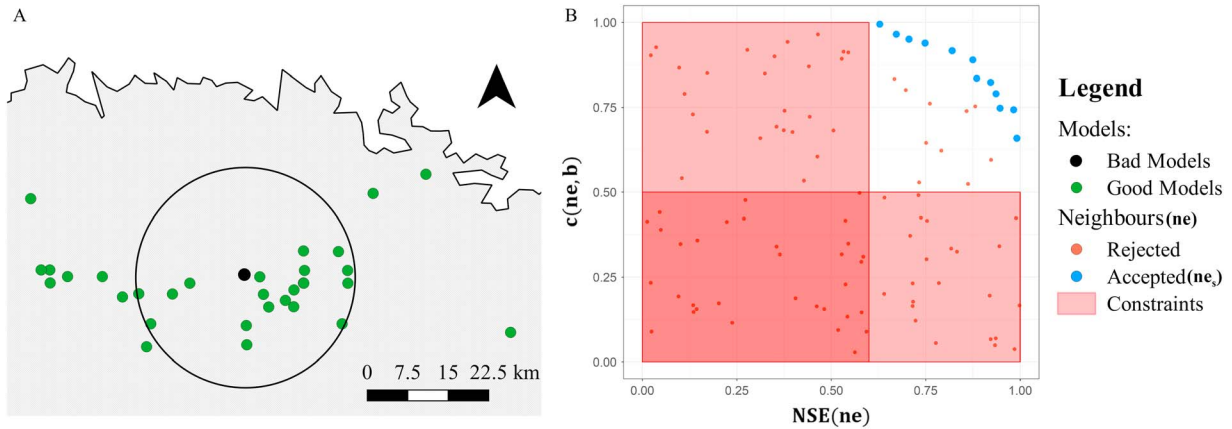 A
0 7.5 15 22.5 km
B
1.00
0.75
0.50
0.25
0.00
c(ne,b)
0.00 0.25 0.50 0.75 1.00
NSE(ne)
Legend
Models:
Bad Models
Good Models
Neighbours(ne)
Rejected
Accepted(neₛ)
Constraints